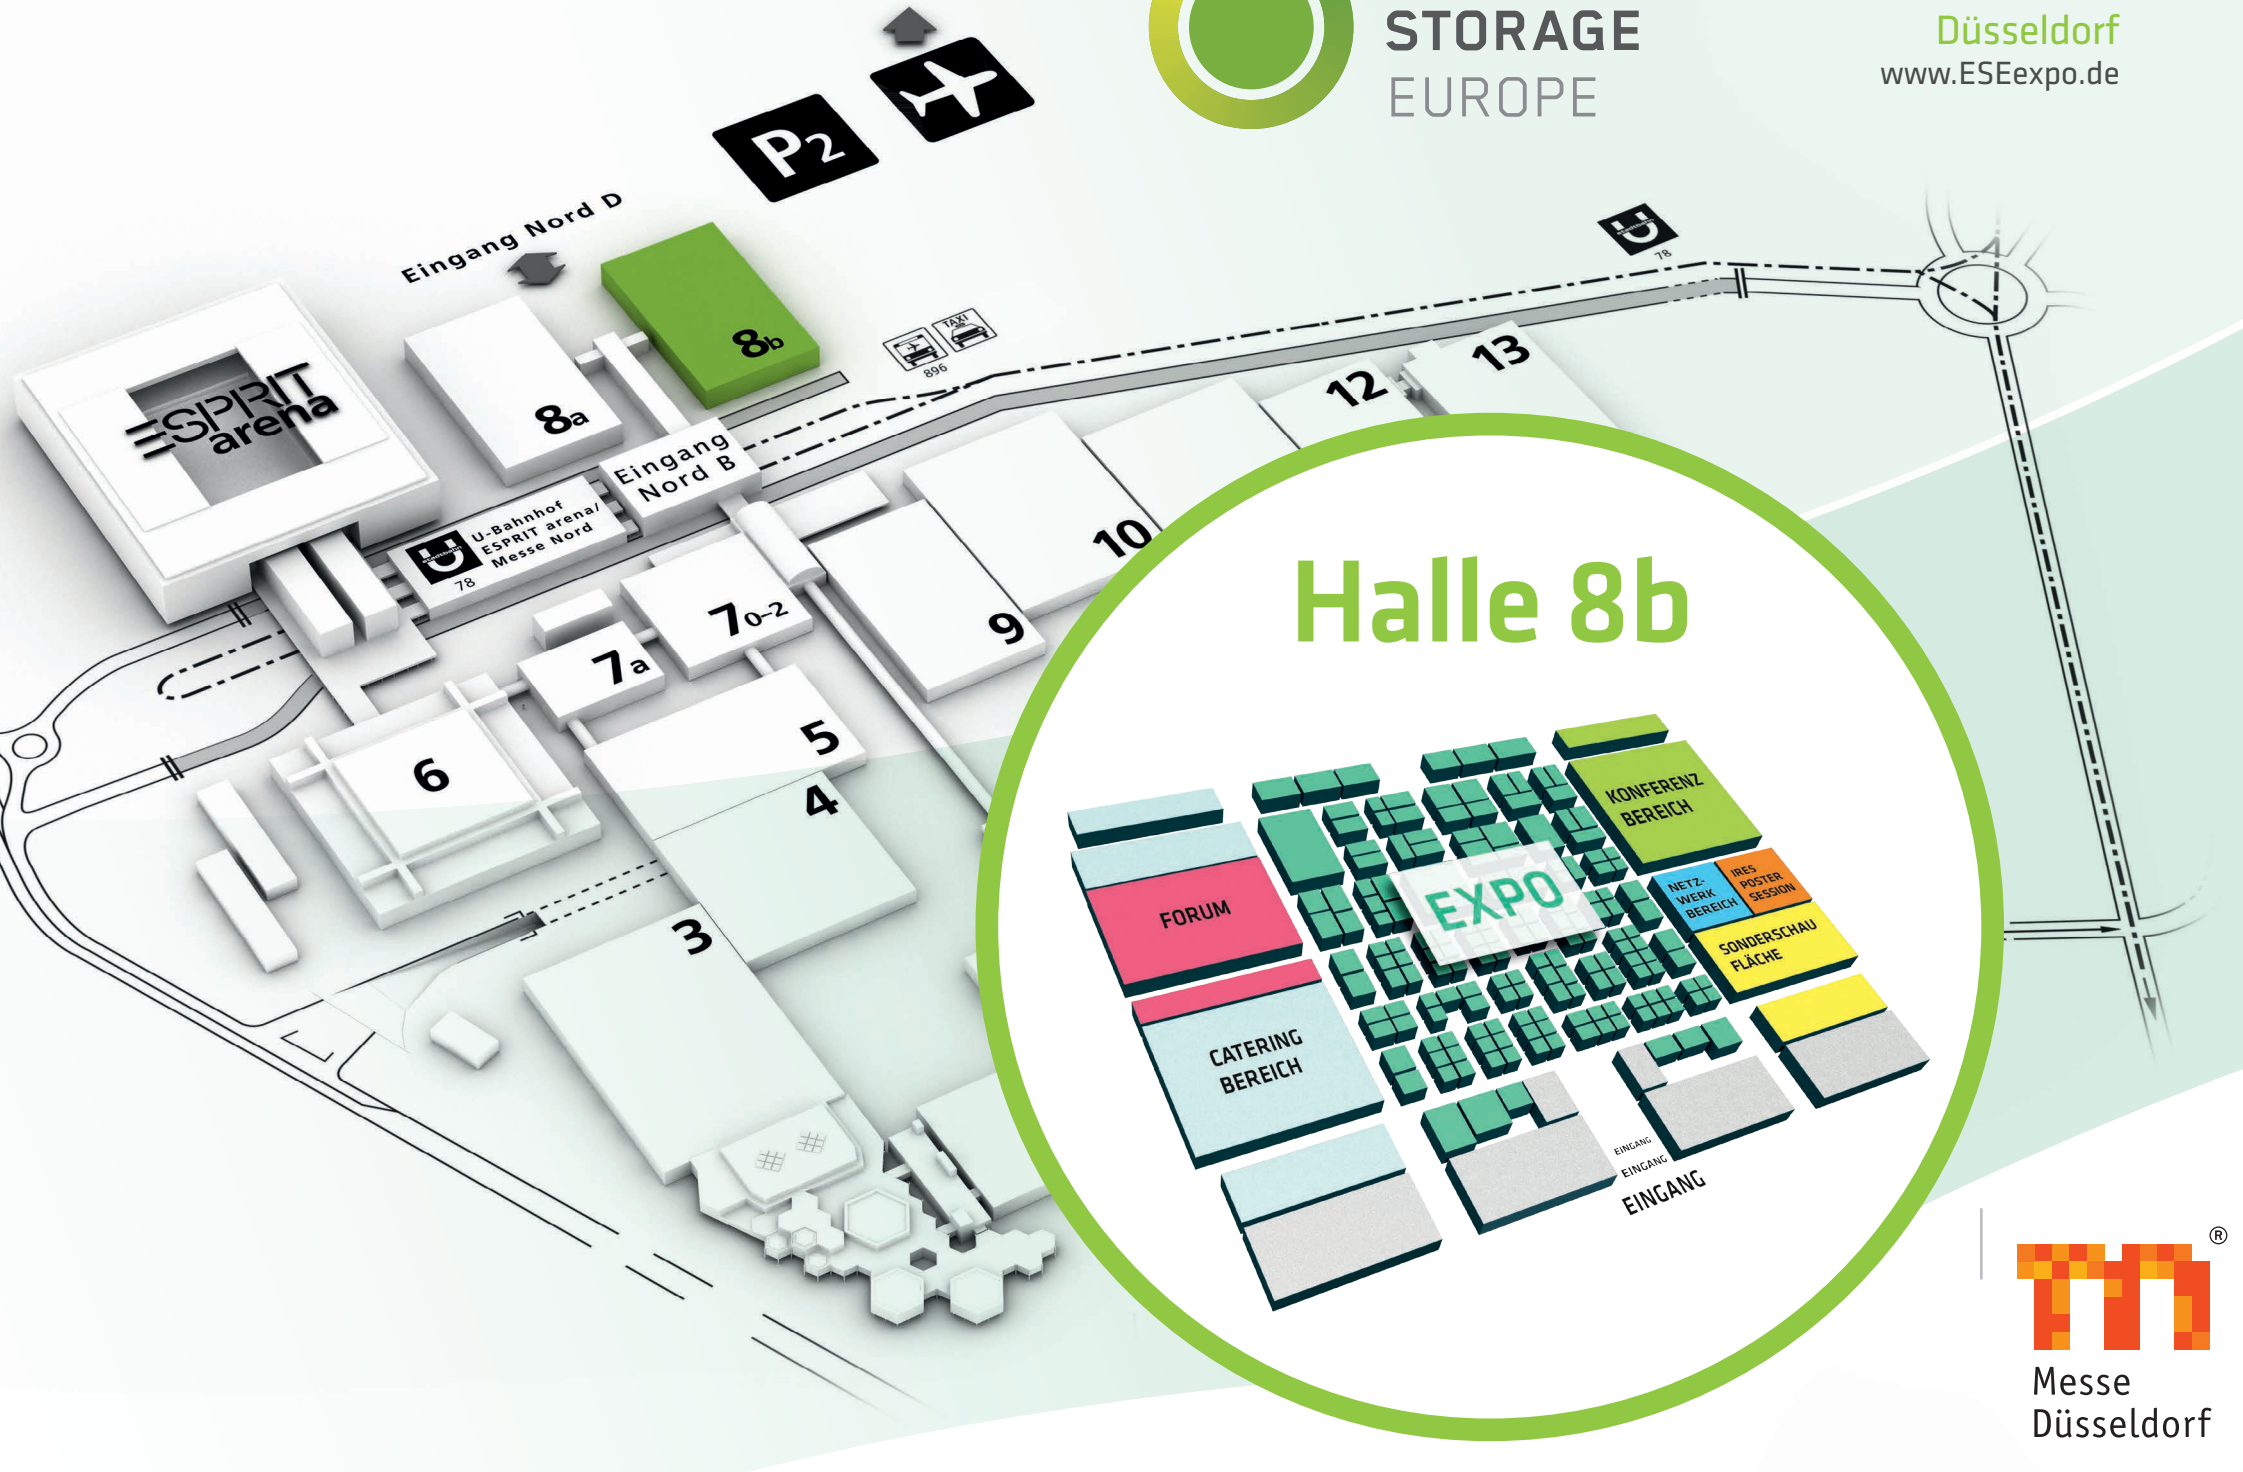 STORAGE
EUROPE
Düsseldorf
www.ESEexpo.de
P2
Eingang Nord D
8b
8a
ESPRIT
arena
TAXI
896
78
12
13
Eingang
Nord B
U-Bahnhof
ESPRIT arena/
Messe Nord
78
10
9
7 0–2
7a
6
5
4
3
Halle 8b
KONFERENZ
BEREICH
NETZ-
WERK
BEREICH
IRES
POSTER
SESSION
SONDERSCHAU
FLÄCHE
EXPO
FORUM
CATERING
BEREICH
EINGANG
EINGANG
EINGANG
®
Messe
Düsseldorf